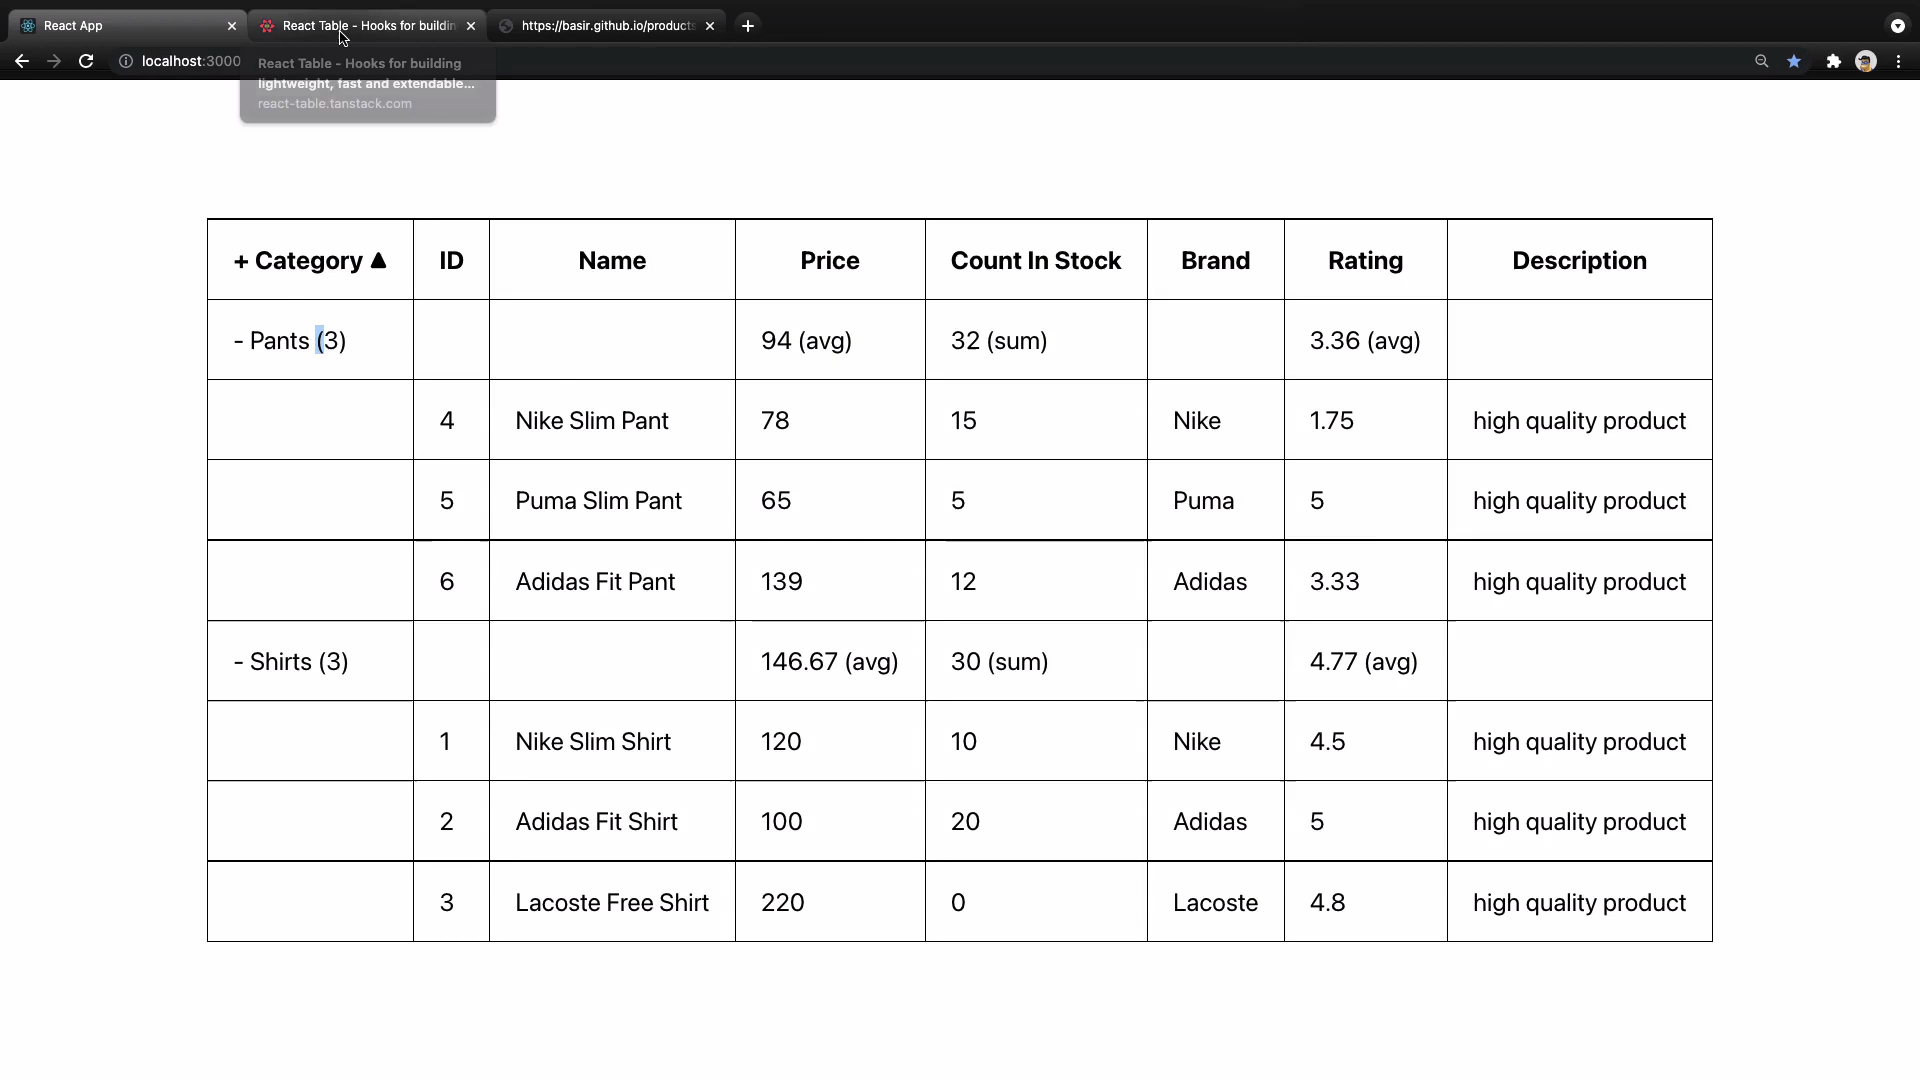 React App
React Table - Hooks for buildin
https://basir.github.io/products
localhost:3000
React Table - Hooks for building
lightweight, fast and extendable...
react-table.tanstack.com
+ Category ▲ ID Name Price Count In Stock Brand Rating Description
- Pants (3) 94 (avg) 32 (sum) 3.36 (avg)
4 Nike Slim Pant 78 15 Nike 1.75 high quality product
5 Puma Slim Pant 65 5 Puma 5 high quality product
6 Adidas Fit Pant 139 12 Adidas 3.33 high quality product
- Shirts (3) 146.67 (avg) 30 (sum) 4.77 (avg)
1 Nike Slim Shirt 120 10 Nike 4.5 high quality product
2 Adidas Fit Shirt 100 20 Adidas 5 high quality product
3 Lacoste Free Shirt 220 0 Lacoste 4.8 high quality product